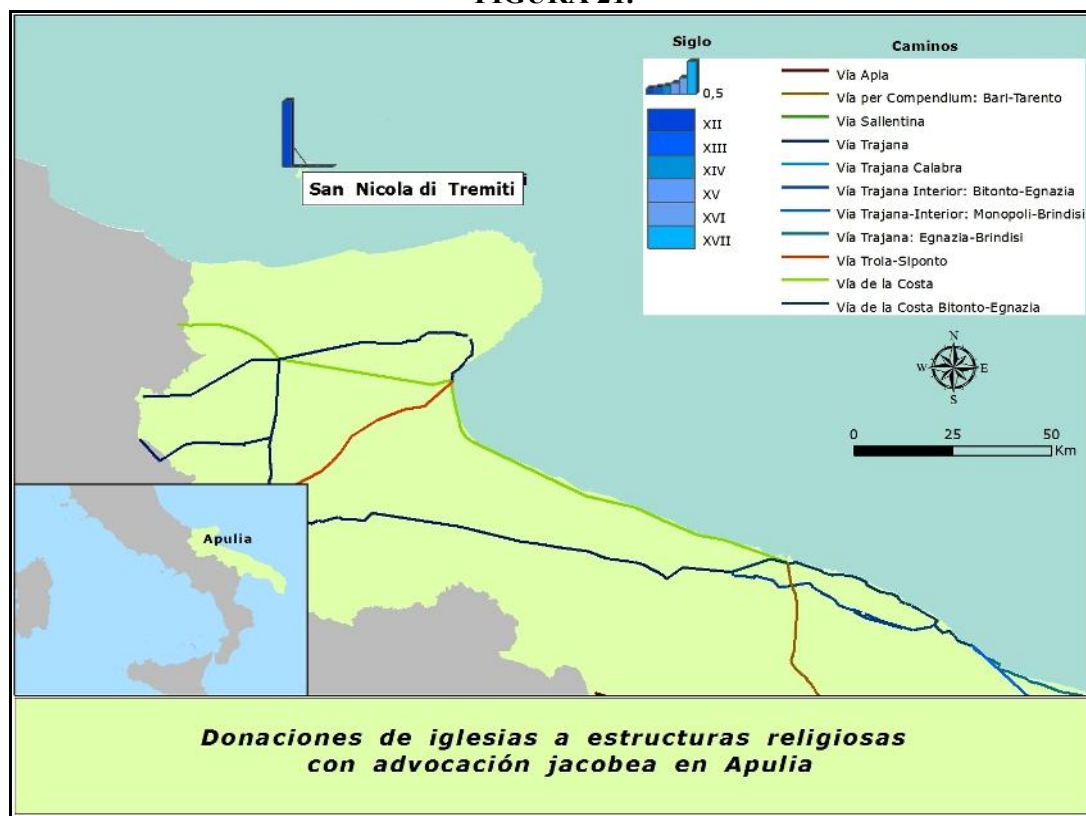 FIGURA 21.
Siglo
0,5
XII
XIII
XIV
XV
XVI
XVII
Caminos
Vía Apia
Vía per Compendium: Bari-Tarento
Vía Sallentina
Vía Trajana
Vía Trajana Calabra
Vía Trajana Interior: Bitonto-Egnazia
Vía Trajana-Interior: Monopoli-Brindisi
Vía Trajana: Egnazia-Brindisi
Vía Troia-Siponto
Vía de la Costa
Vía de la Costa Bitonto-Egnazia
San Nicola di Tremiti
N
W E
S
0 25 50
Km
Apulia
Donaciones de iglesias a estructuras religiosas
con advocación jacobea en Apulia